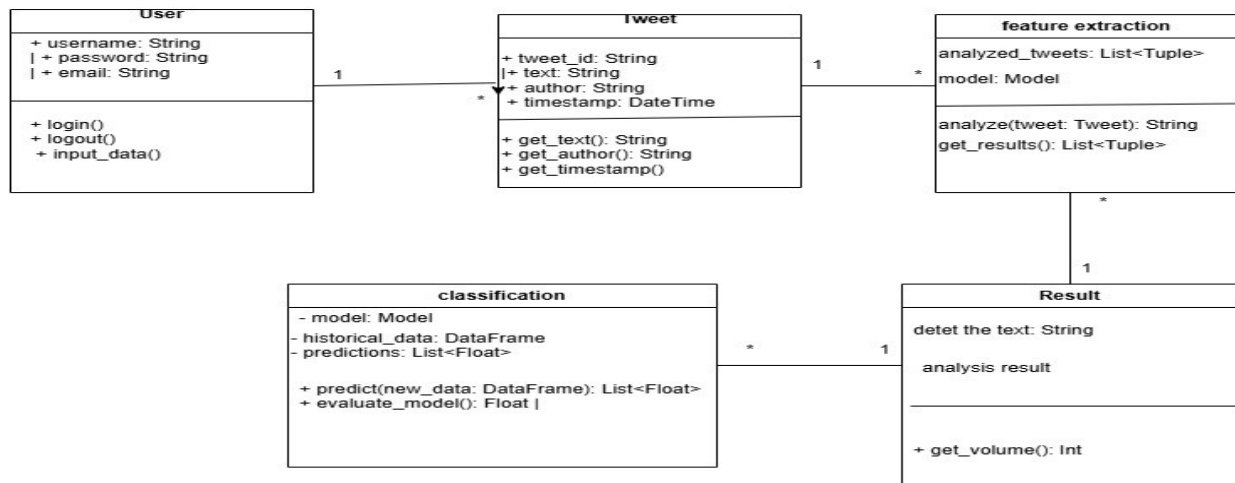 User
+ username: String
| + password: String
| + email: String
+ login()
+ logout()
+ input_data()
1
*
Tweet
+ tweet_id: String
|+ text: String
+ author: String
+ timestamp: DateTime
+ get_text(): String
+ get_author(): String
+ get_timestamp()
1
*
feature extraction
analyzed_tweets: List<Tuple>
model: Model
analyze(tweet: Tweet): String
get_results(): List<Tuple>
*
1
classification
- model: Model
- historical_data: DataFrame
- predictions: List<Float>
+ predict(new_data: DataFrame): List<Float>
+ evaluate_model(): Float |
*
1
Result
detet the text: String
analysis result
+ get_volume(): Int